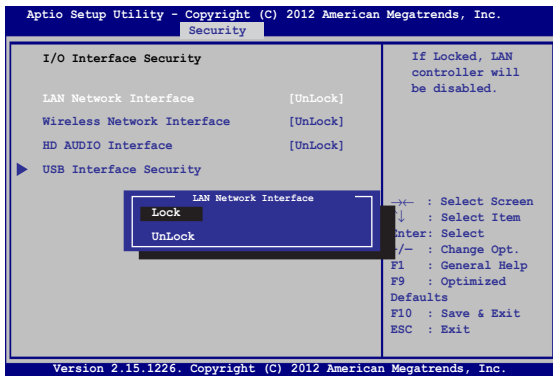 Aptio Setup Utility - Copyright (C) 2012 American Megatrends, Inc.
Security
I/O Interface Security
LAN Network Interface [UnLock]
Wireless Network Interface [UnLock]
HD AUDIO Interface [UnLock]
USB Interface Security
LAN Network Interface
Lock
UnLock
If Locked, LAN
controller will
be disabled.
→← : Select Screen
↑↓ : Select Item
Enter: Select
+/— : Change Opt.
F1 : General Help
F9 : Optimized
Defaults
F10 : Save & Exit
ESC : Exit
Version 2.15.1226. Copyright (C) 2012 American Megatrends, Inc.